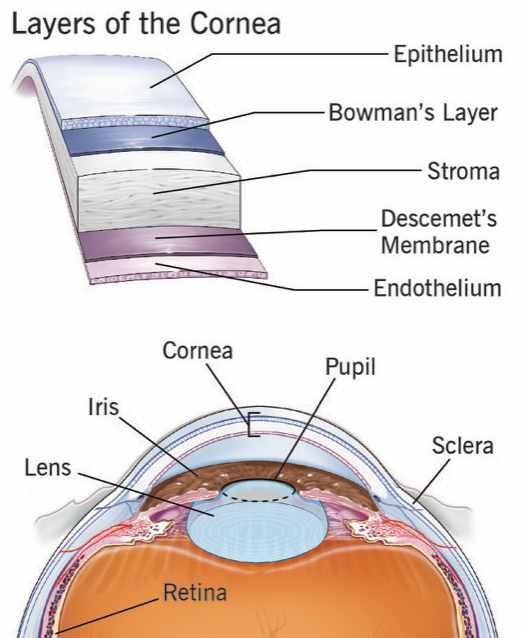 Layers of the Cornea
Epithelium
Bowman's Layer
Stroma
Descemet's
Membrane
Endothelium
Cornea
Pupil
Iris
Sclera
Lens
Retina